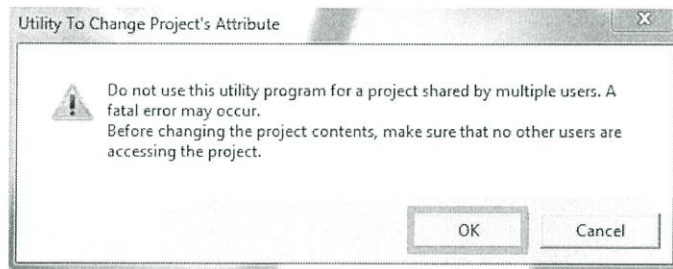 Utility To Change Project's Attribute
Do not use this utility program for a project shared by multiple users. A
fatal error may occur.
Before changing the project contents, make sure that no other users are
accessing the project.
OK
Cancel